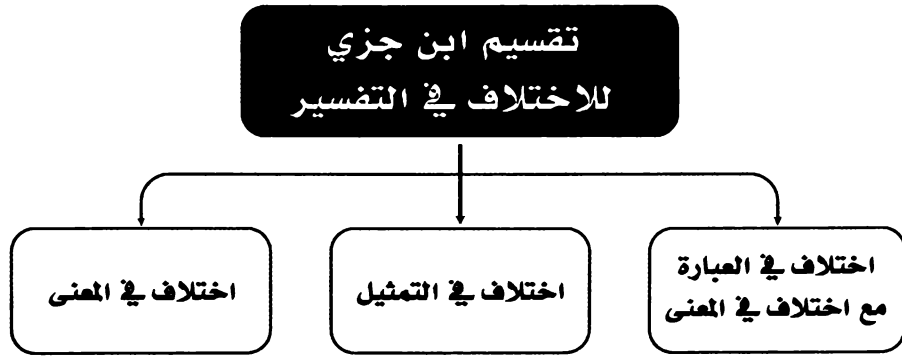 تقسيم ابن جزي
للاختلاف في التفسير
اختلاف في العبارة
مع اختلاف في المعنى
اختلاف في التمثيل
اختلاف في المعنى